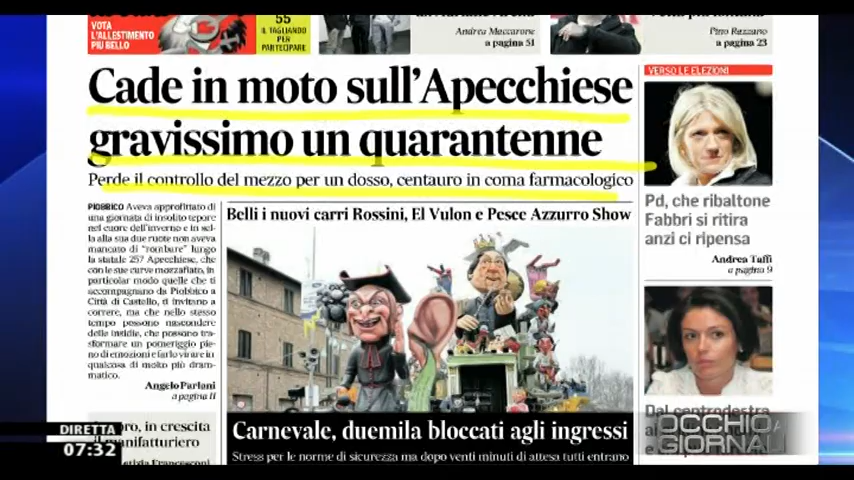 VOTA
L'ALLESTIMENTO
PIÙ BELLO
55
IL TAGLIANDO
PER
PARTECIPARE
Andrea Maccarone
a pagina 51
Pino Rezzano
a pagina 23
Cade in moto sull'Apecchiese
gravissimo un quarantenne
Perde il controllo del mezzo per un dosso, centauro in coma farmacologico
PIOBBICO Aveva approfittato di
una giornata di insolito tepore
nel cuore dell'inverno e in sel-
la alla sua due ruote non aveva
mancato di "rombare" lungo
la statale 257 Apecchiese, che
con le sue curve mozzafiato, in
particolar modo quelle che ti
accompagnano da Piobbico a
Città di Castello, ti invitano a
correre, ma che nello stesso
tempo possono nascondere
delle insidie, che possono tra-
sformare un pomeriggio pie-
no di emozioni e farlo virare in
qualcosa di molto più dram-
matico.
Angelo Parlani
a pagina 11
Belli i nuovi carri Rossini, El Vulon e Pesce Azzurro Show
Carnevale, duemila bloccati agli ingressi
Stress per le norme di sicurezza ma dopo venti minuti di attesa tutti entrano
VERSO LE ELEZIONI
Pd, che ribaltone
Fabbri si ritira
anzi ci ripensa
Andrea Taffi
a pagina 9
Dal centrodestra
in crescita
manifatturiero
DIRETTA
07:32
OCCHIO AI
GIORNALI